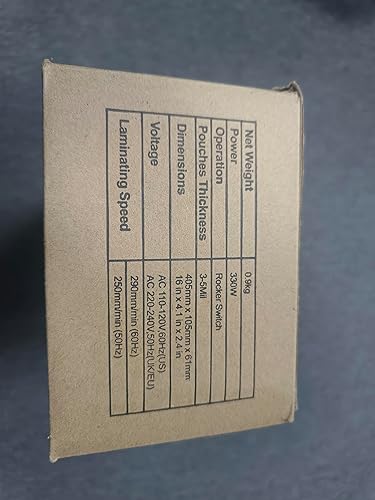 Net Weight 0.9kg
Power 330W
Operation Rocker Switch
Pouches Thickness 3-5Mil
Dimensions 405mm x 105mm x 61mm
16 in x 4.1 in x 2.4 in
Voltage AC 110-120V,60Hz(US)
AC 220-240V,50Hz(UK/EU)
Laminating Speed 290mm/min (60Hz)
250mm/min (50Hz)